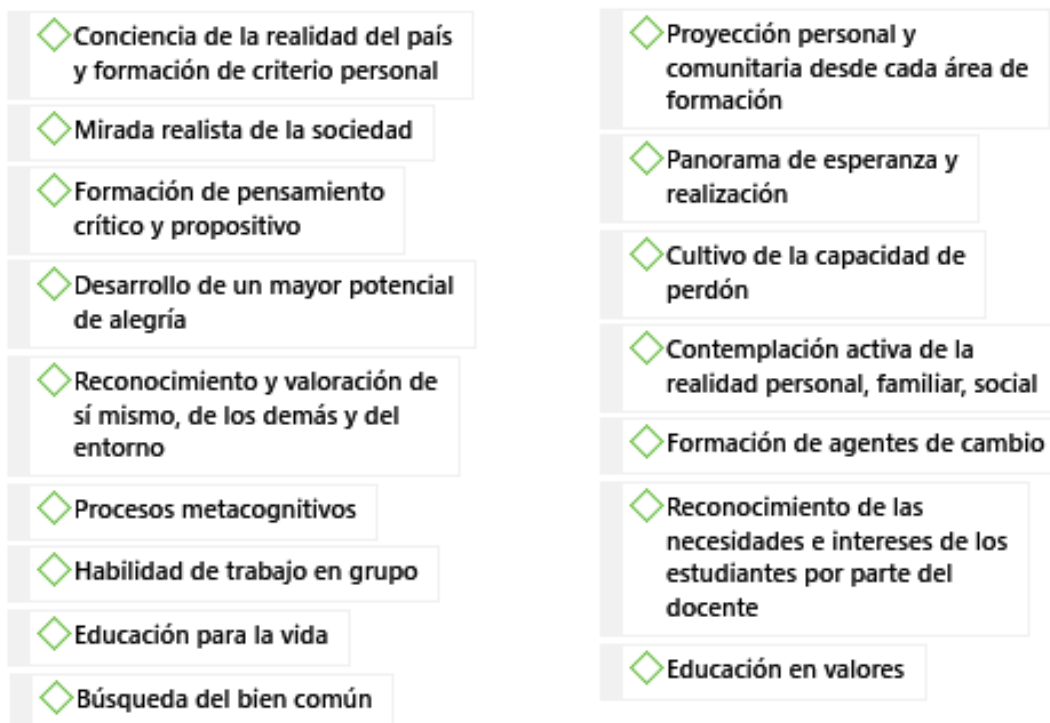 Conciencia de la realidad del país
y formación de criterio personal
Mirada realista de la sociedad
Formación de pensamiento
crítico y propositivo
Desarrollo de un mayor potencial
de alegría
Reconocimiento y valoración de
sí mismo, de los demás y del
entorno
Procesos metacognitivos
Habilidad de trabajo en grupo
Educación para la vida
Búsqueda del bien común
Proyección personal y
comunitaria desde cada área de
formación
Panorama de esperanza y
realización
Cultivo de la capacidad de
perdón
Contemplación activa de la
realidad personal, familiar, social
Formación de agentes de cambio
Reconocimiento de las
necesidades e intereses de los
estudiantes por parte del
docente
Educación en valores